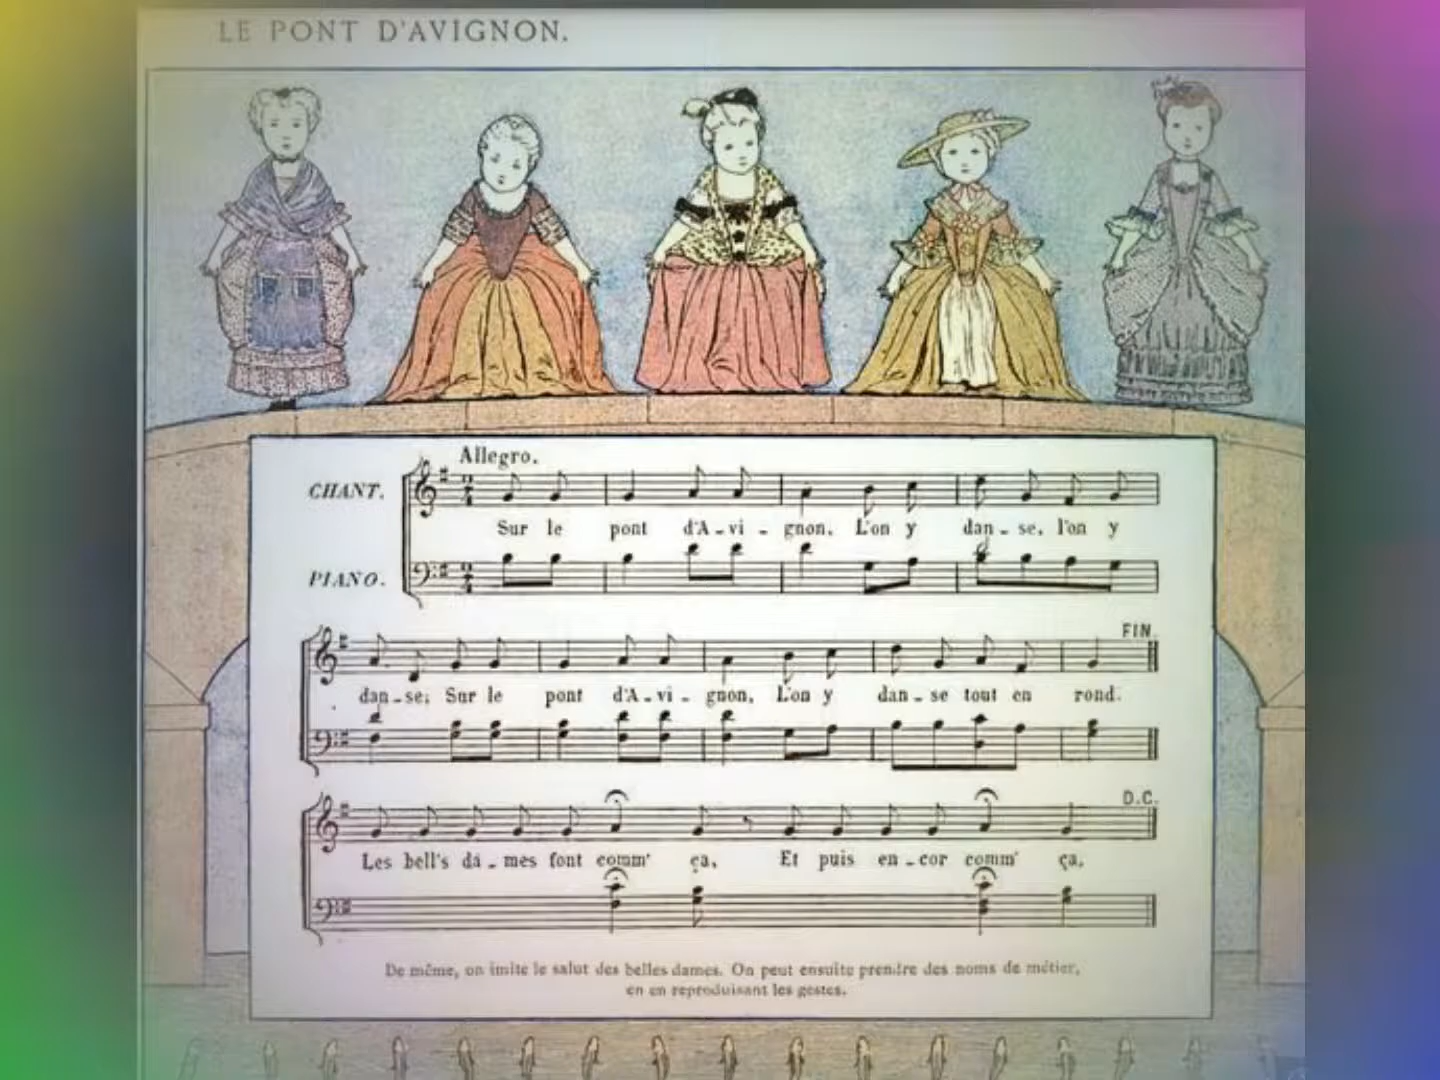 LE PONT D'AVIGNON.
Allegro.
CHANT.
Sur le pont d'A-vi-gnon, L'on y dan-se, l'on y
PIANO.
FIN
dan-se; Sur le pont d'A-vi-gnon, L'on y dan-se tout en rond.
D.C.
Les bell's da-mes font comm' ça, Et puis en-cor comm' ça.
De même, on imite le salut des belles dames. On peut ensuite prendre des noms de métier,
en en reproduisant les gestes.